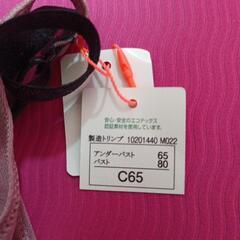 安心・安全のエコテックス
認証素材を使用しています。
製造トリンプ 10201440 M022
アンダーバスト 65
バスト 80
C65